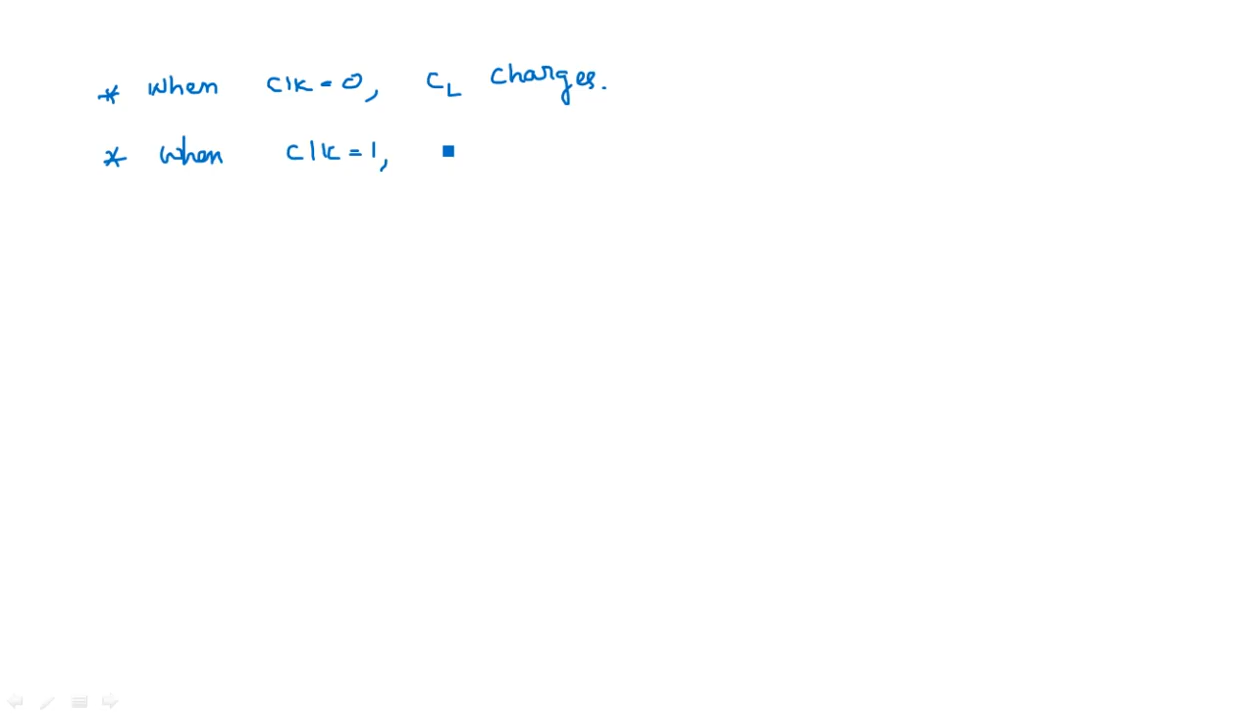 * when clk = 0, CL charges.
* when clk = 1,